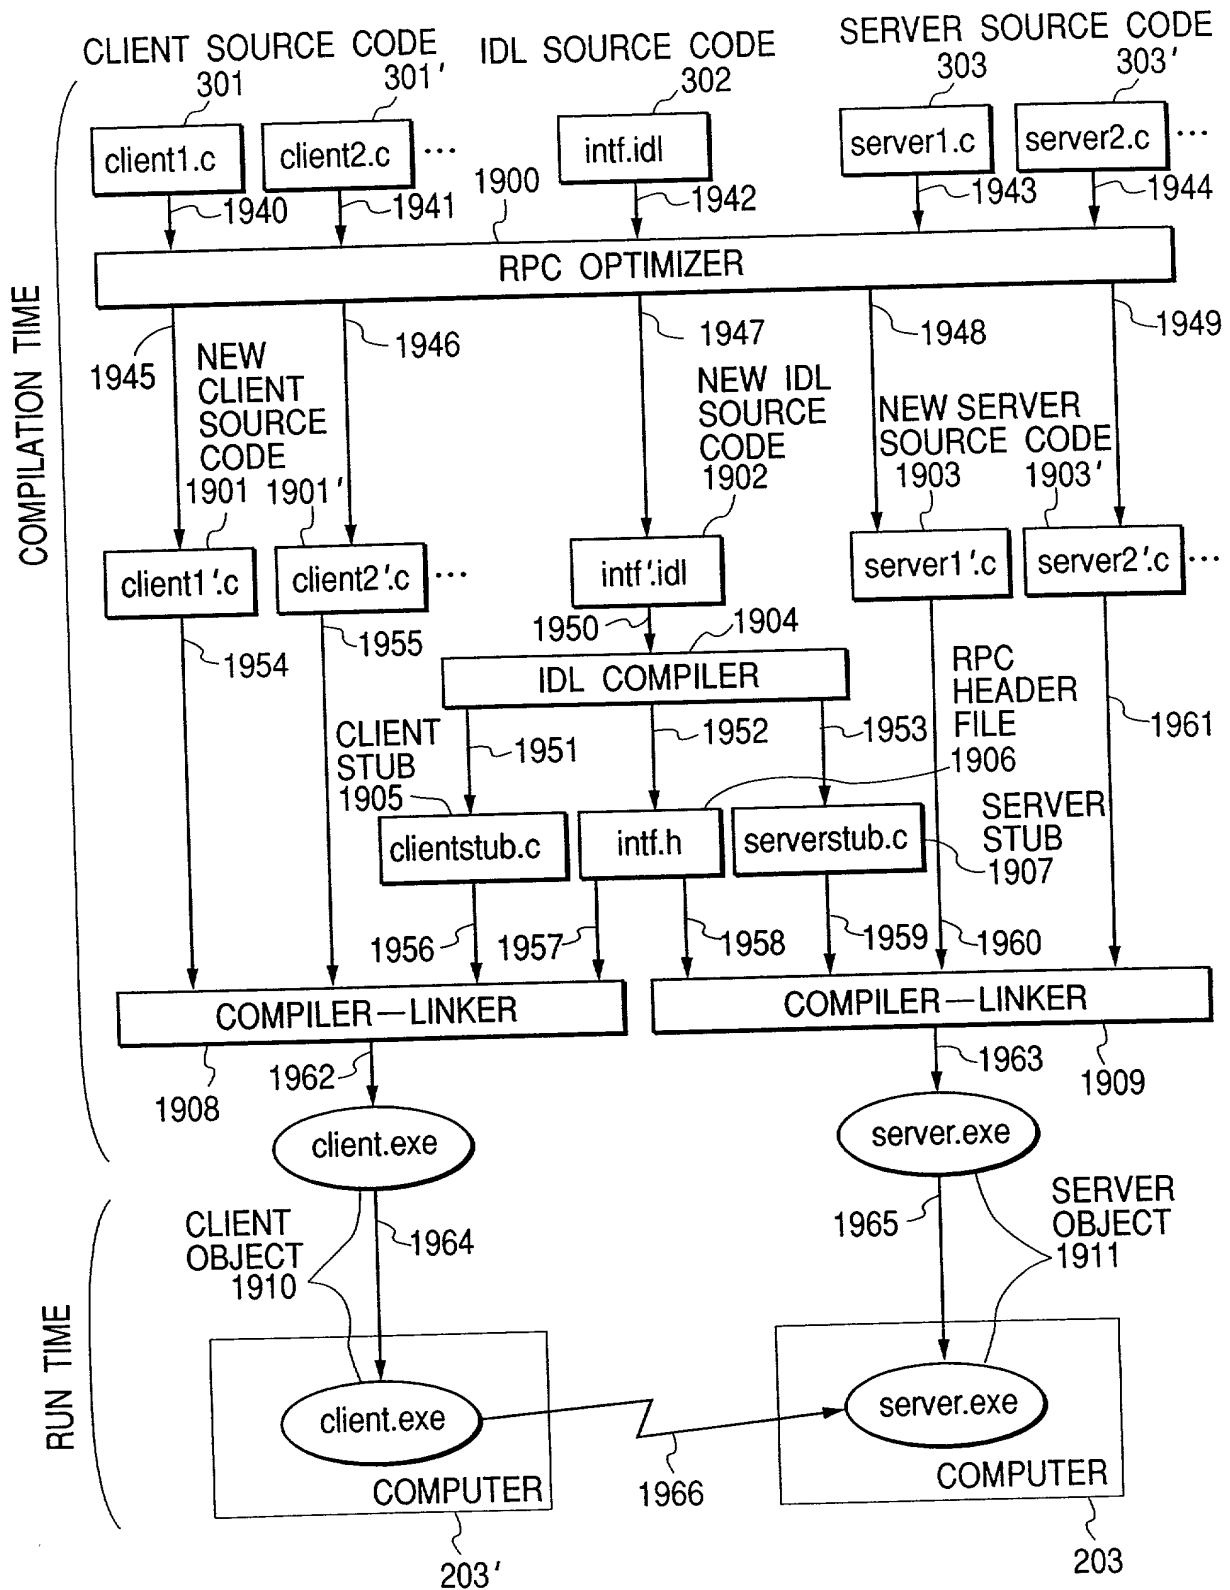 CLIENT SOURCE CODE
IDL SOURCE CODE
SERVER SOURCE CODE
301
301'
302
303
303'
client1.c
client2.c
...
intf.idl
server1.c
server2.c
...
1900
1940
1941
1942
1943
1944
RPC OPTIMIZER
1945
1946
1947
1948
1949
COMPILATION TIME
NEW
CLIENT
SOURCE
CODE
1901
1901'
NEW IDL
SOURCE
CODE
1902
NEW SERVER
SOURCE CODE
1903
1903'
client1'.c
client2'.c
...
intf'.idl
server1'.c
server2'.c
...
1950
1904
1954
1955
IDL COMPILER
RPC
HEADER
FILE
1906
1951
1952
1953
1961
CLIENT
STUB
1905
clientstub.c
intf.h
serverstub.c
SERVER
STUB
1907
1956
1957
1958
1959
1960
COMPILER—LINKER
COMPILER—LINKER
1908
1962
1963
1909
client.exe
server.exe
CLIENT
OBJECT
1910
1964
1965
SERVER
OBJECT
1911
RUN TIME
client.exe
server.exe
COMPUTER
COMPUTER
1966
203'
203